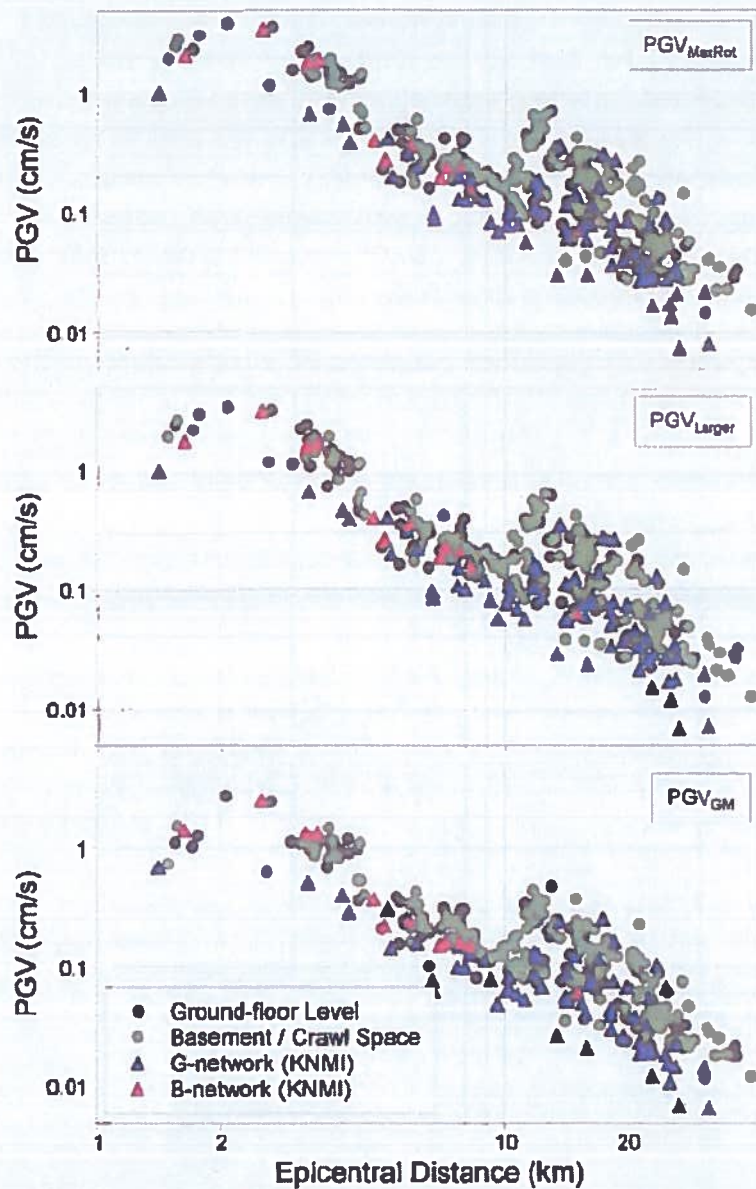 PGV_MaxRot
PGV (cm/s)
1
0.1
0.01
PGV_Larger
PGV (cm/s)
1
0.1
0.01
PGV_GM
PGV (cm/s)
1
0.1
0.01
Ground-floor Level
Basement / Crawl Space
G-network (KNMI)
B-network (KNMI)
1 2 10 20
Epicentral Distance (km)